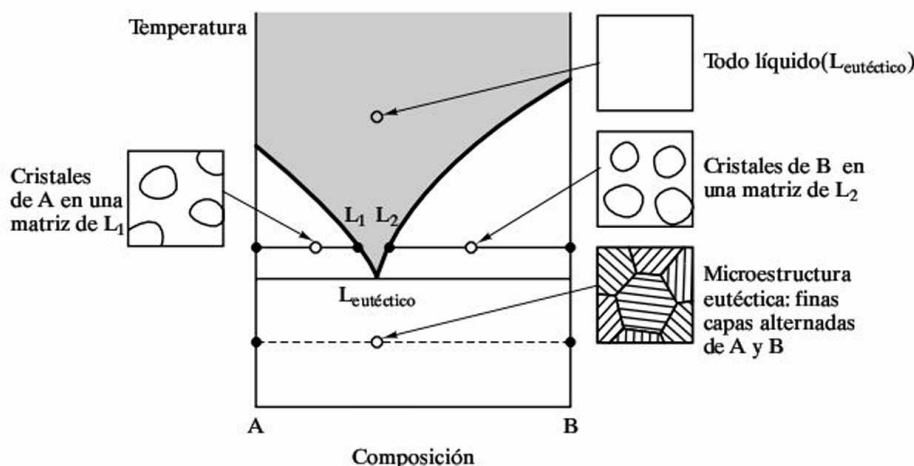 Temperatura
Todo líquido(Leutéctico)
Cristales
de A en una
matriz de L1
Cristales de B en
una matriz de L2
L1
L2
Leutéctico
Microestructura
eutéctica: finas
capas alternadas
de A y B
A
B
Composición